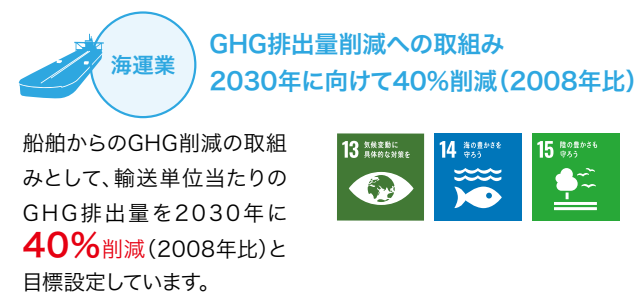 海運業
GHG排出量削減への取組み
2030年に向けて40%削減（2008年比）
船舶からのGHG削減の取組
みとして、輸送単位当たりの
GHG排出量を2030年に
40%削減（2008年比）と
目標設定しています。
13 気候変動に
具体的な対策を
14 海の豊かさを
守ろう
15 陸の豊かさも
守ろう